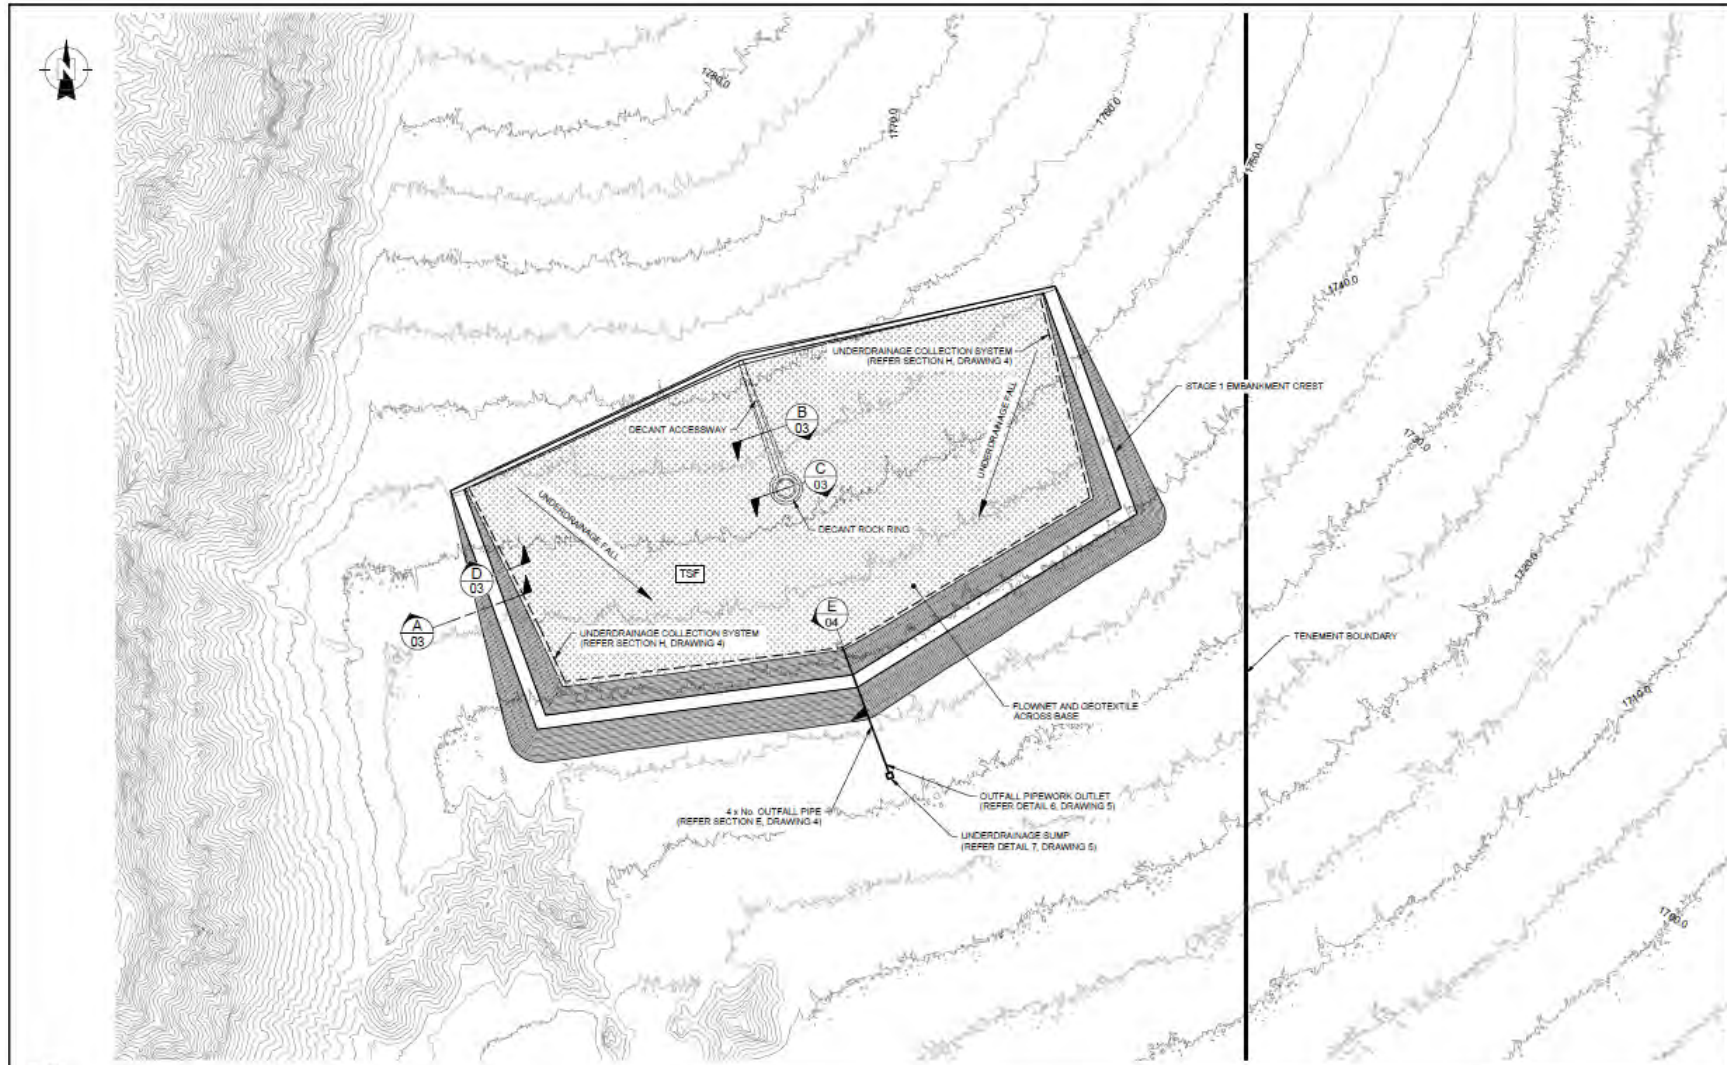 N
1780.0
1770.0
1760.0
1750.0
1740.0
1730.0
1720.0
1710.0
1700.0
UNDERDRAINAGE COLLECTION SYSTEM
(REFER SECTION H, DRAWING 4)
STAGE 1 EMBANKMENT CREST
UNDERDRAINAGE FALL
DECANT ACCESSWAY
B
03
C
03
DECANT ROCK RING
UNDERDRAINAGE FALL
TSF
D
03
A
03
E
04
UNDERDRAINAGE COLLECTION SYSTEM
(REFER SECTION H, DRAWING 4)
TENEMENT BOUNDARY
FLOWNET AND GEOTEXTILE
ACROSS BASE
OUTFALL PIPEWORK OUTLET
(REFER DETAIL 6, DRAWING 5)
4 x No. OUTFALL PIPE
(REFER SECTION E, DRAWING 4)
UNDERDRAINAGE SUMP
(REFER DETAIL 7, DRAWING 5)